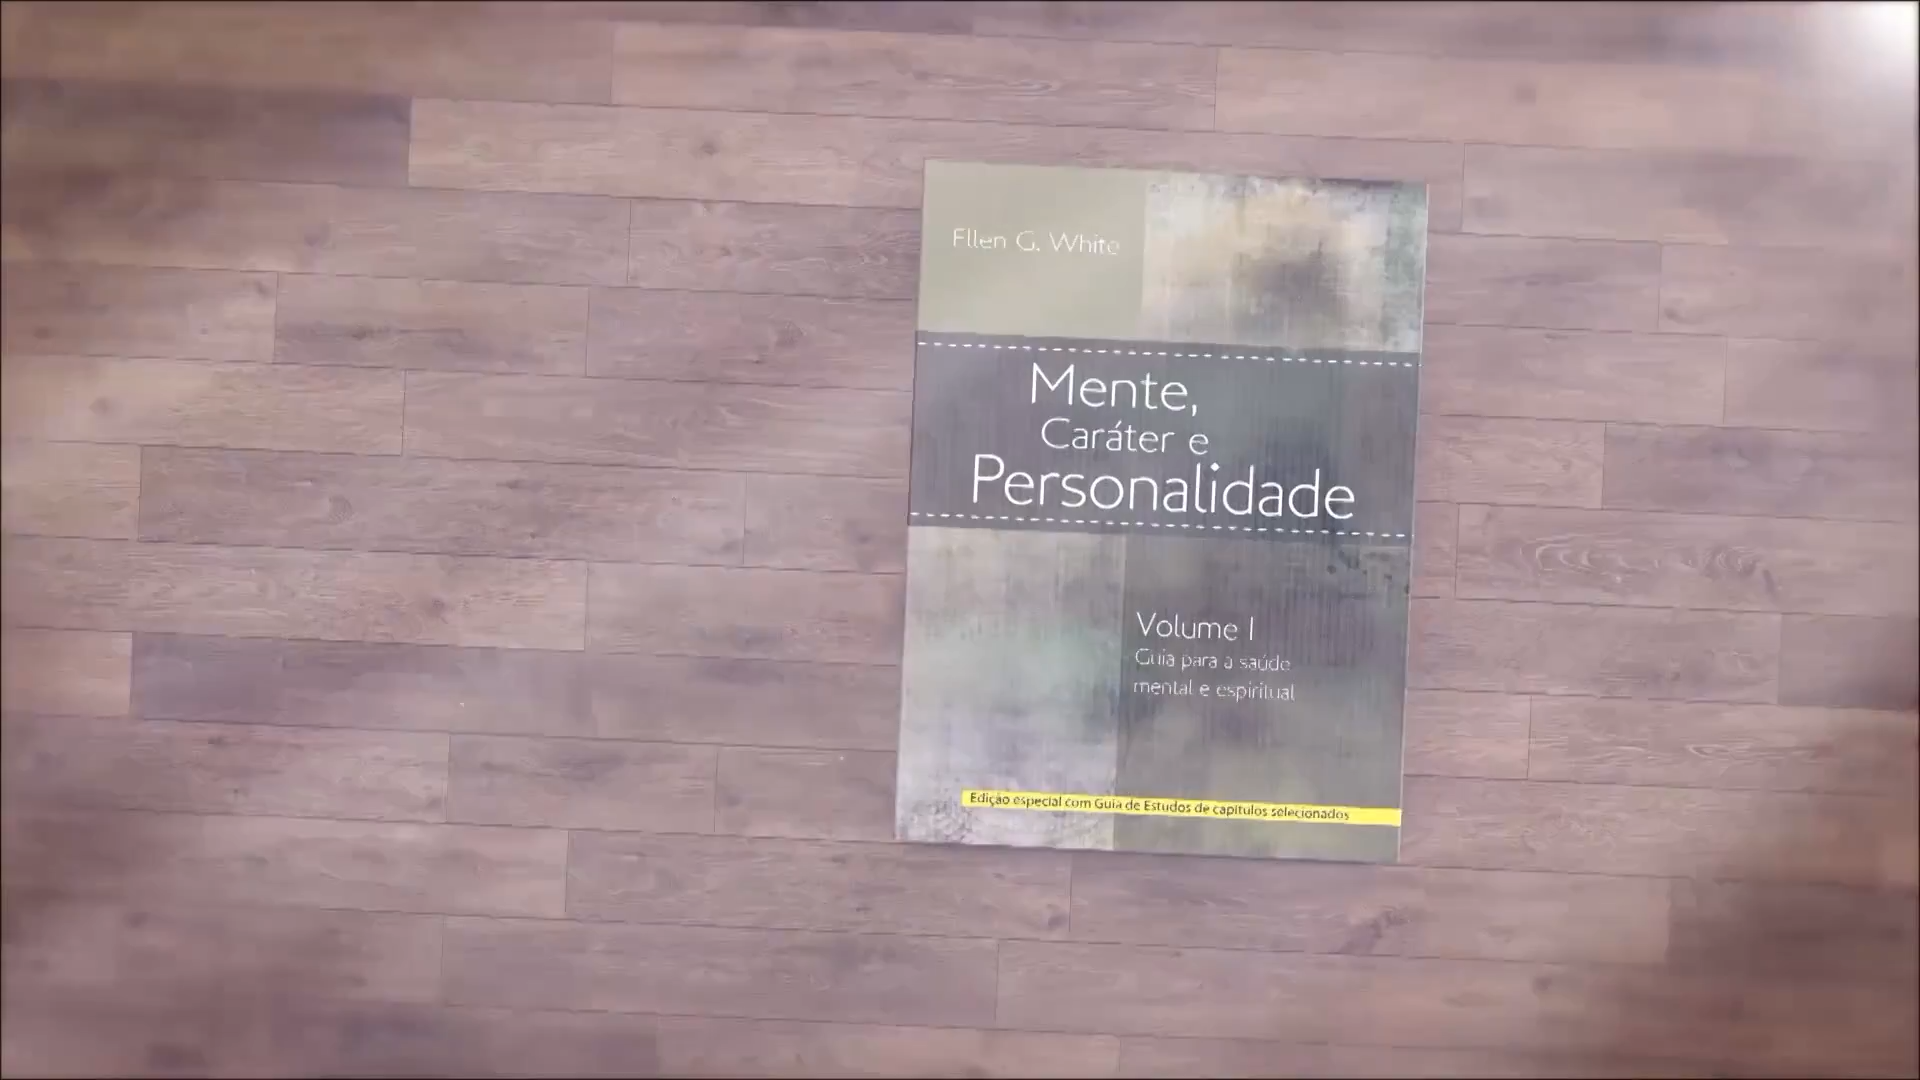 Ellen G. White
Mente,
Caráter e
Personalidade
Volume I
Guia para a saúde
mental e espiritual
Edição especial com Guia de Estudos de capítulos selecionados